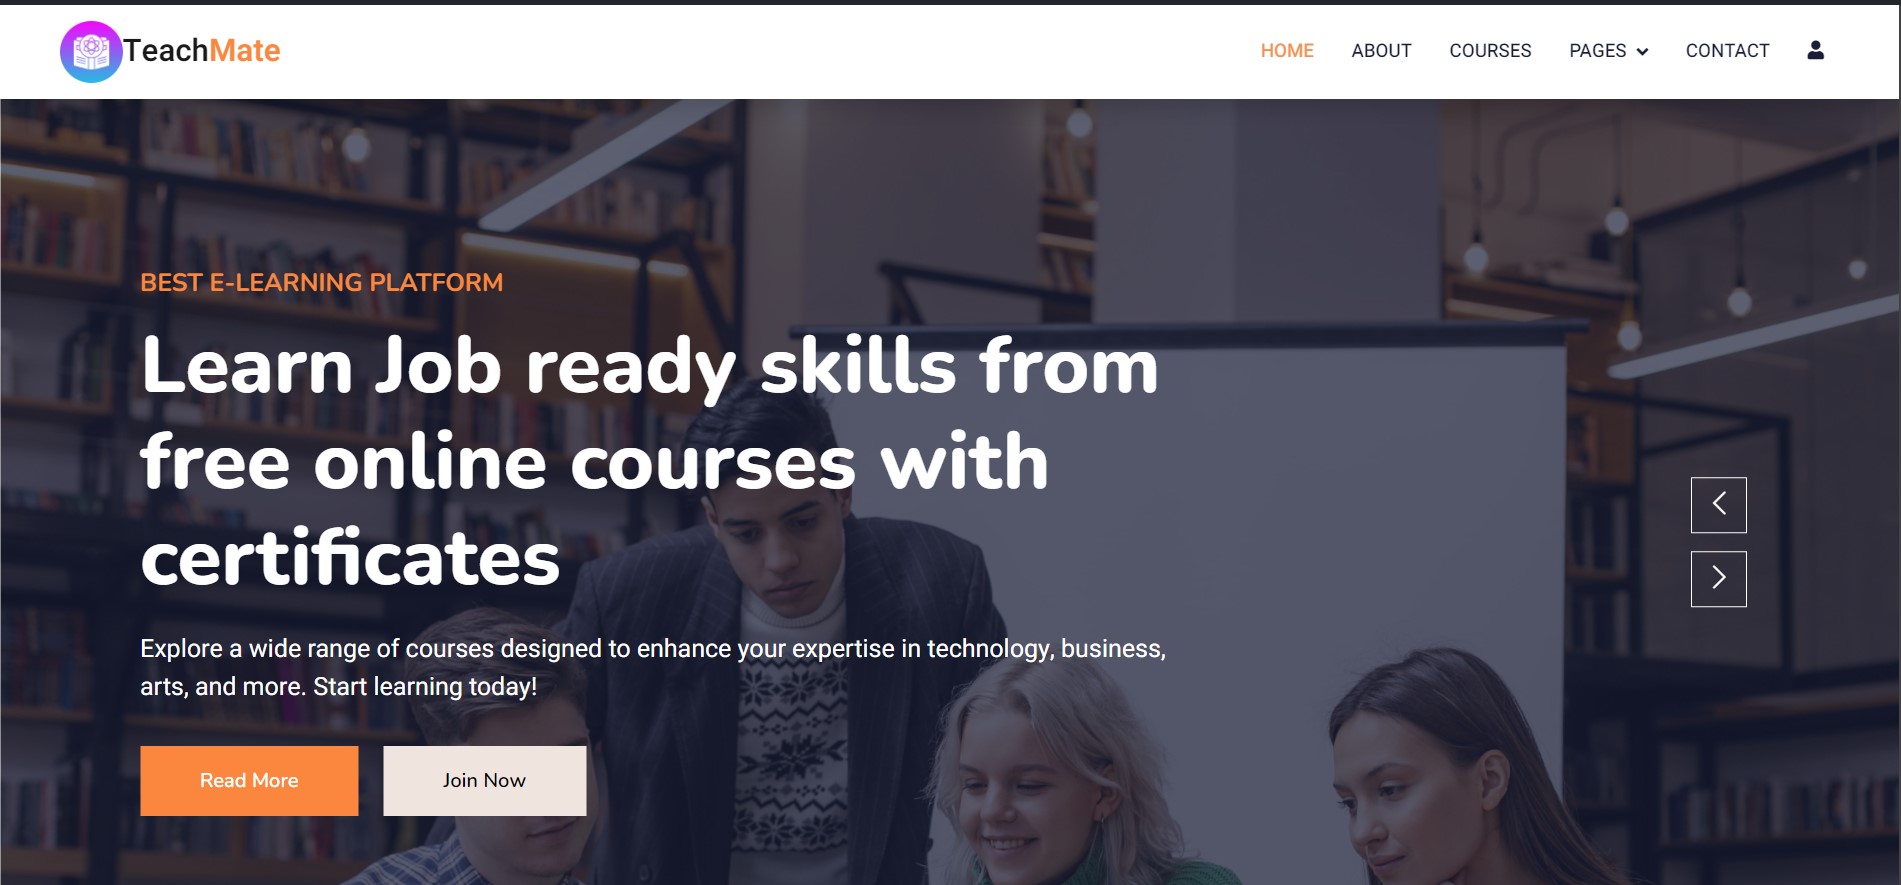 TeachMate
HOME ABOUT COURSES PAGES CONTACT
BEST E-LEARNING PLATFORM
Learn Job ready skills from
free online courses with
certificates
Explore a wide range of courses designed to enhance your expertise in technology, business,
arts, and more. Start learning today!
Read More
Join Now